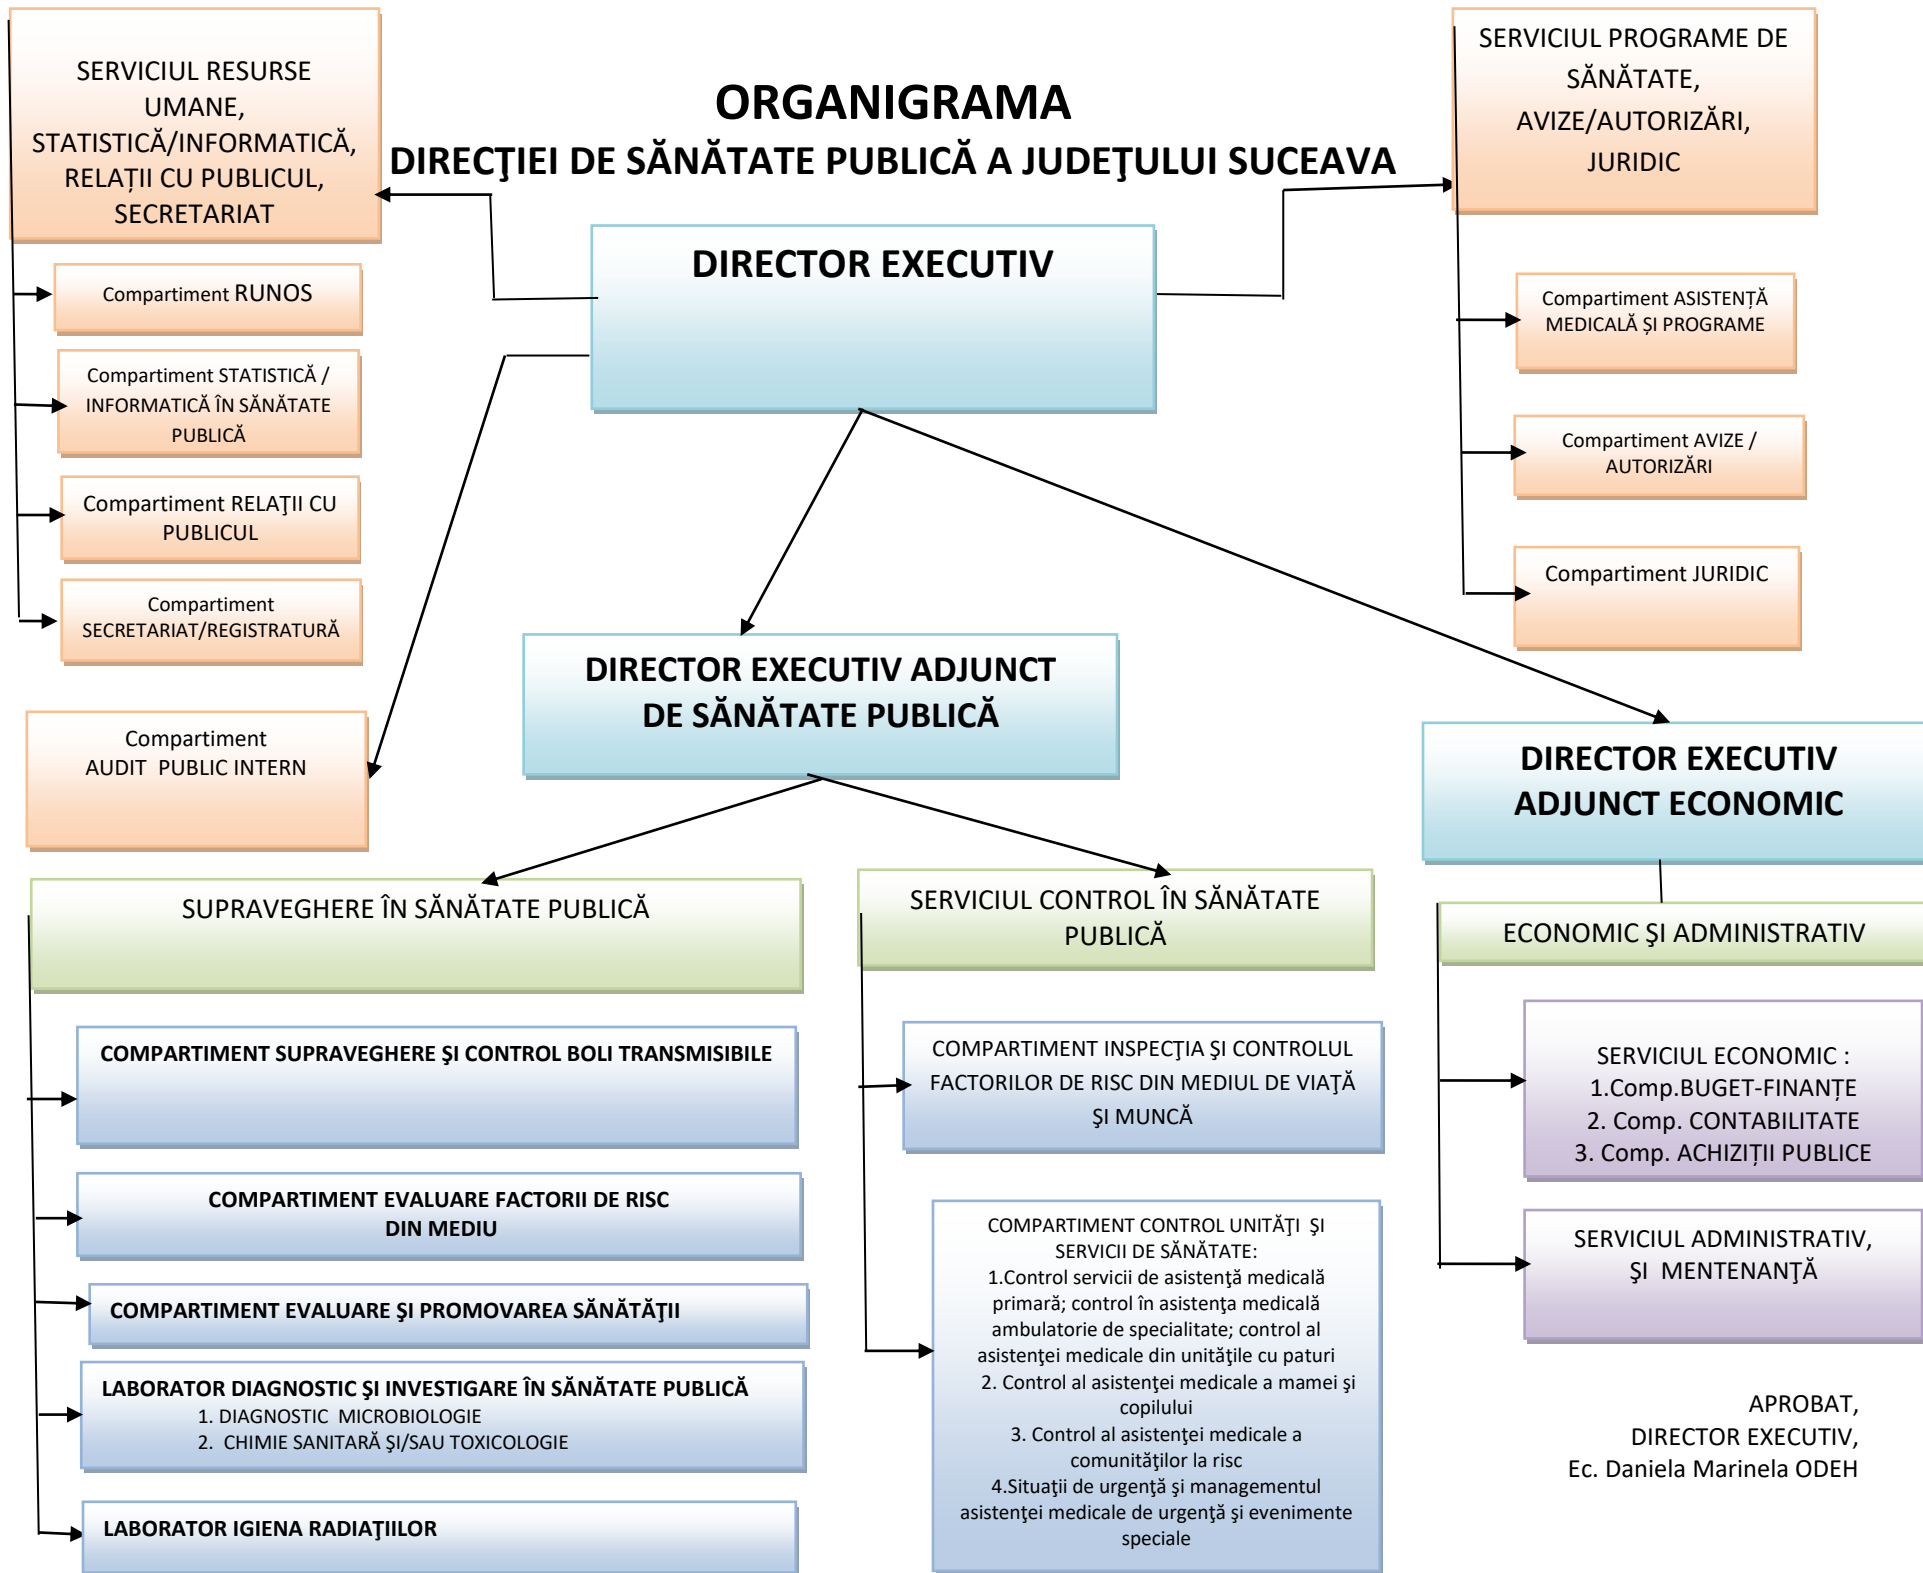 ORGANIGRAMA
DIRECŢIEI DE SĂNĂTATE PUBLICĂ A JUDEŢULUI SUCEAVA
SERVICIUL RESURSE
UMANE,
STATISTICĂ/INFORMATICĂ,
RELAȚII CU PUBLICUL,
SECRETARIAT
Compartiment RUNOS
Compartiment STATISTICĂ /
INFORMATICĂ ÎN SĂNĂTATE
PUBLICĂ
Compartiment RELAŢII CU
PUBLICUL
Compartiment
SECRETARIAT/REGISTRATURĂ
Compartiment
AUDIT PUBLIC INTERN
DIRECTOR EXECUTIV
SERVICIUL PROGRAME DE
SĂNĂTATE,
AVIZE/AUTORIZĂRI,
JURIDIC
Compartiment ASISTENȚĂ
MEDICALĂ ȘI PROGRAME
Compartiment AVIZE /
AUTORIZĂRI
Compartiment JURIDIC
DIRECTOR EXECUTIV ADJUNCT
DE SĂNĂTATE PUBLICĂ
DIRECTOR EXECUTIV
ADJUNCT ECONOMIC
SUPRAVEGHERE ÎN SĂNĂTATE PUBLICĂ
COMPARTIMENT SUPRAVEGHERE ŞI CONTROL BOLI TRANSMISIBILE
COMPARTIMENT EVALUARE FACTORII DE RISC
DIN MEDIU
COMPARTIMENT EVALUARE ŞI PROMOVAREA SĂNĂTĂŢII
LABORATOR DIAGNOSTIC ŞI INVESTIGARE ÎN SĂNĂTATE PUBLICĂ
1. DIAGNOSTIC MICROBIOLOGIE
2. CHIMIE SANITARĂ ŞI/SAU TOXICOLOGIE
LABORATOR IGIENA RADIAŢIILOR
SERVICIUL CONTROL ÎN SĂNĂTATE
PUBLICĂ
COMPARTIMENT INSPECŢIA ŞI CONTROLUL
FACTORILOR DE RISC DIN MEDIUL DE VIAŢĂ
ŞI MUNCĂ
COMPARTIMENT CONTROL UNITĂŢI ŞI
SERVICII DE SĂNĂTATE:
1.Control servicii de asistenţă medicală
primară; control în asistenţa medicală
ambulatorie de specialitate; control al
asistenţei medicale din unităţile cu paturi
2. Control al asistenţei medicale a mamei şi
copilului
3. Control al asistenţei medicale a
comunităţilor la risc
4.Situaţii de urgenţă şi managementul
asistenţei medicale de urgenţă şi evenimente
speciale
ECONOMIC ŞI ADMINISTRATIV
SERVICIUL ECONOMIC :
1.Comp.BUGET-FINANȚE
2. Comp. CONTABILITATE
3. Comp. ACHIZIȚII PUBLICE
SERVICIUL ADMINISTRATIV,
ŞI MENTENANŢĂ
APROBAT,
DIRECTOR EXECUTIV,
Ec. Daniela Marinela ODEH